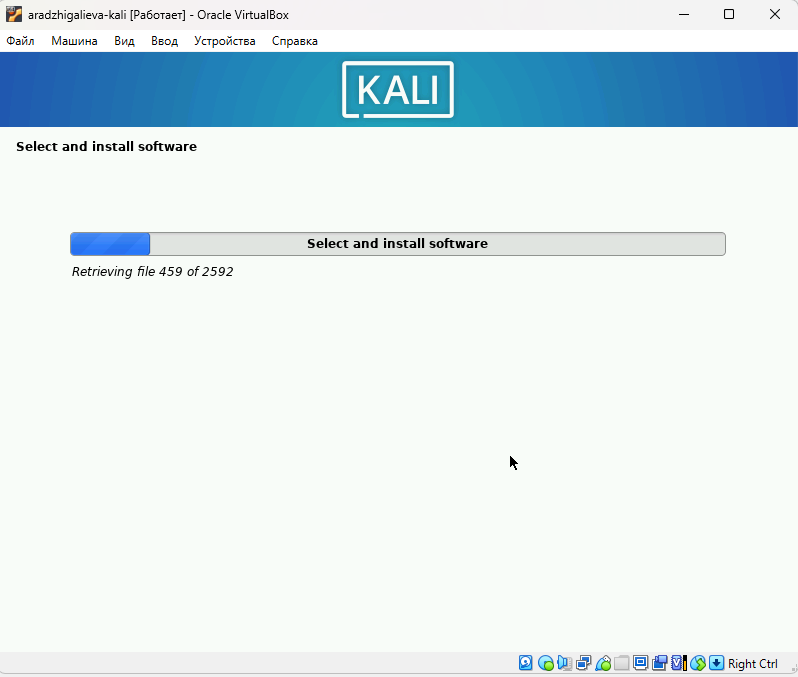 aradzhigalieva-kali [Работает] - Oracle VirtualBox
Файл Машина Вид Ввод Устройства Справка
KALI
Select and install software
Select and install software
Retrieving file 459 of 2592
Right Ctrl